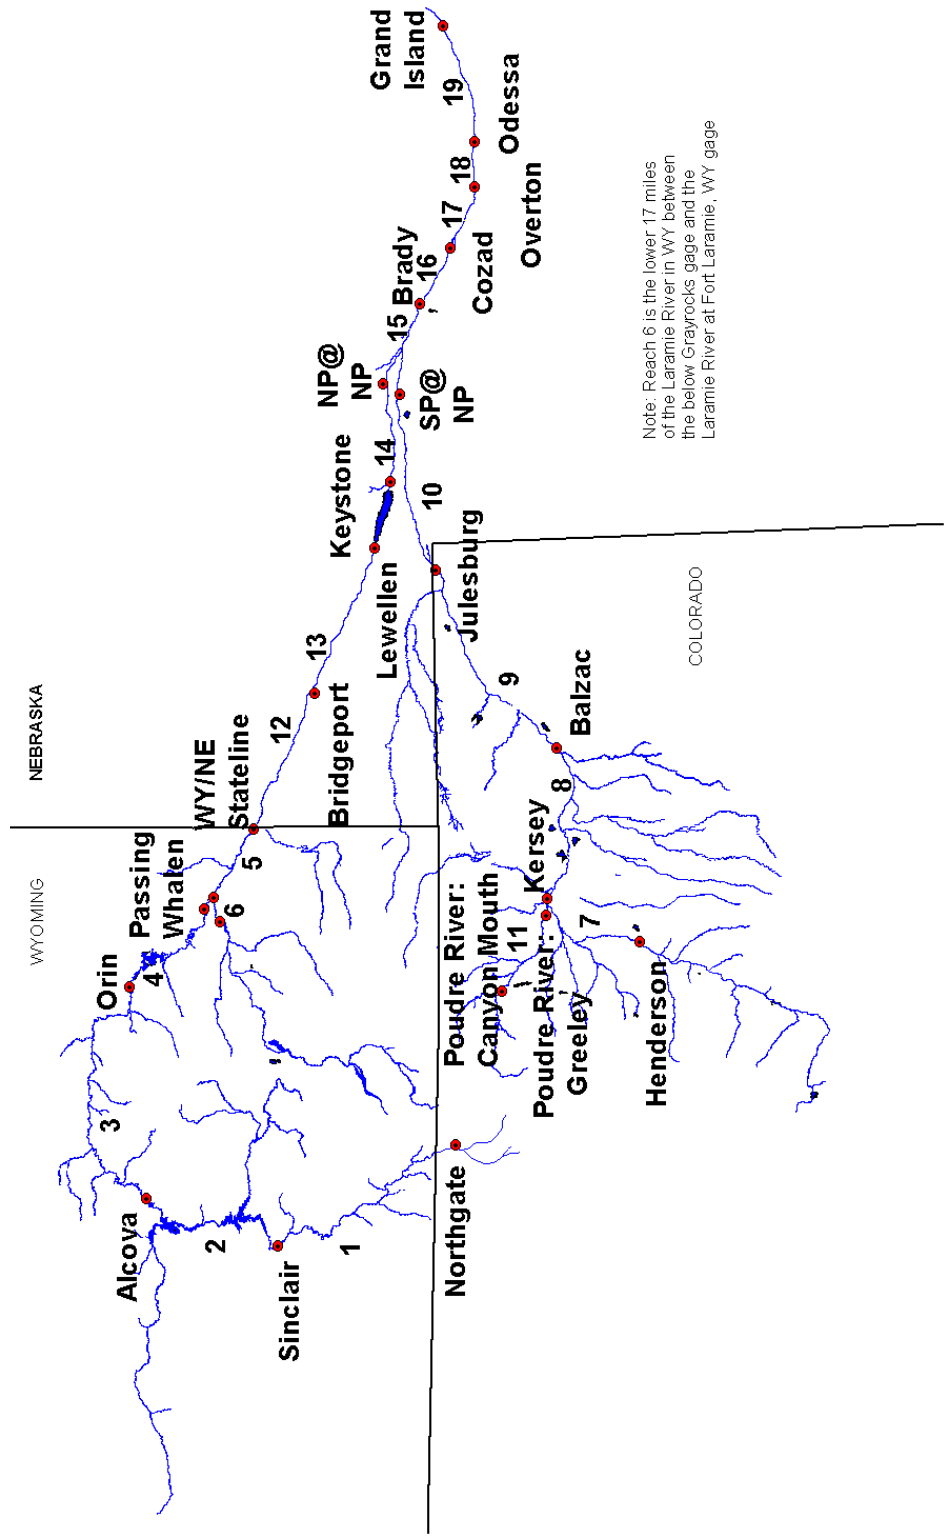 WYOMING
NEBRASKA
COLORADO
Alcova
3
Orin
4
Passing
Whalen
WY/NE
Stateline
5
6
2
Sinclair
1
Northgate
12
Bridgeport
13
Lewellen
Keystone
14
NP@
NP
SP@
NP
15
Brady
16
Cozad
17
Overton
18
Odessa
19
Grand
Island
10
Julesburg
9
Balzac
8
Kersey
Poudre River:
Canyon Mouth
11
Poudre River:
Greeley
7
Henderson
Note: Reach 6 is the lower 17 miles
of the Laramie River in WY between
the below Grayrocks gage and the
Laramie River at Fort Laramie, WY gage